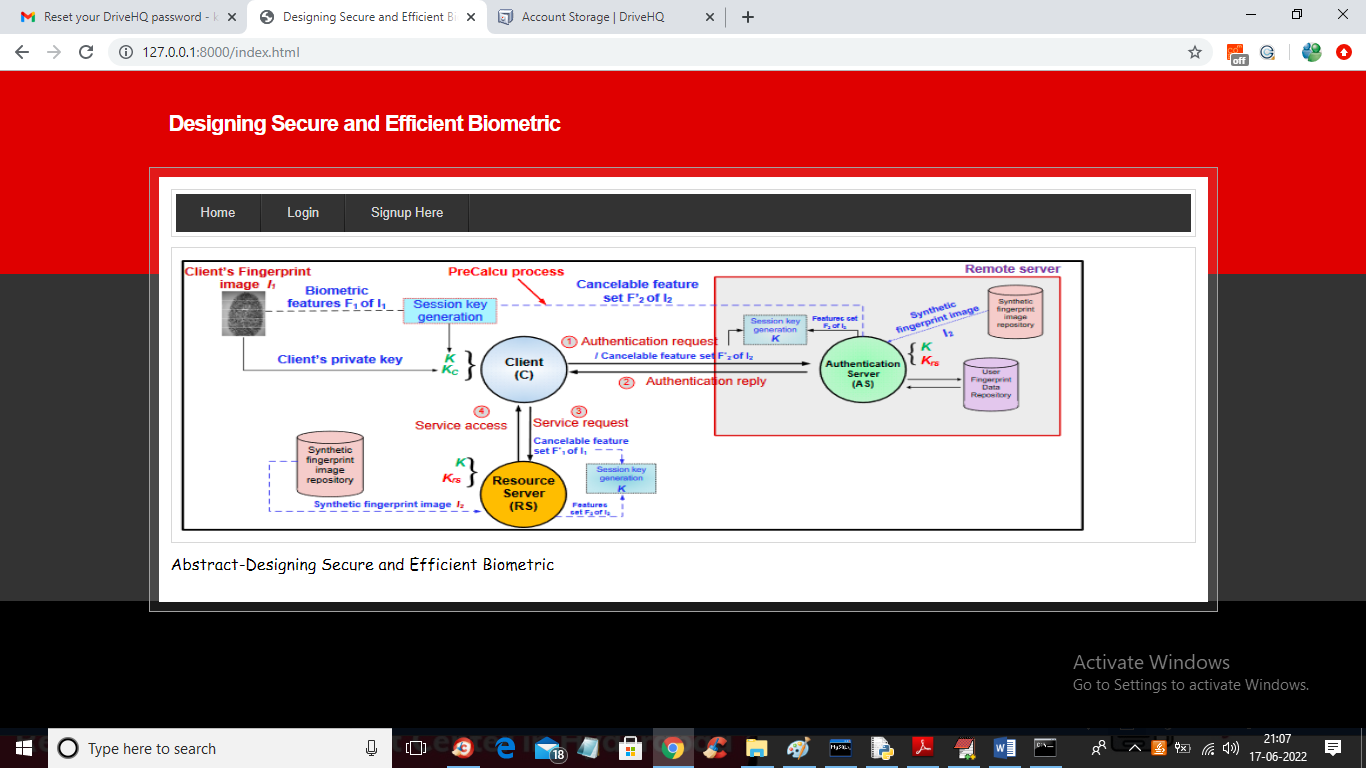 Reset your DriveHQ password - k
Designing Secure and Efficient Bi
Account Storage | DriveHQ
127.0.0.1:8000/index.html
off
Designing Secure and Efficient Biometric
Home
Login
Signup Here
Client's Fingerprint
image I₁
PreCalcu process
Remote server
Biometric
features F₁ of I₁
Session key
generation
Cancelable feature
set F'₂ of I₂
Synthetic
fingerprint image
I₂
Synthetic
fingerprint
image
repository
Session key
generation
K
Features set
F₂ of I₂
Client's private key
K
Kc
Client
(C)
1 Authentication request
/ Cancelable feature set F'₂ of I₂
2 Authentication reply
Authentication
Server
(AS)
K
Krs
User
Fingerprint
Data
Repository
4
Service access
3
Service request
Cancelable feature
set F'₁ of I₁
Synthetic
fingerprint
image
repository
K
Krs
Resource
Server
(RS)
Session key
generation
K
Synthetic fingerprint image I₂
Features
set F₂ of I₂
Abstract-Designing Secure and Efficient Biometric
Activate Windows
Go to Settings to activate Windows.
Type here to search
18
21:07
17-06-2022